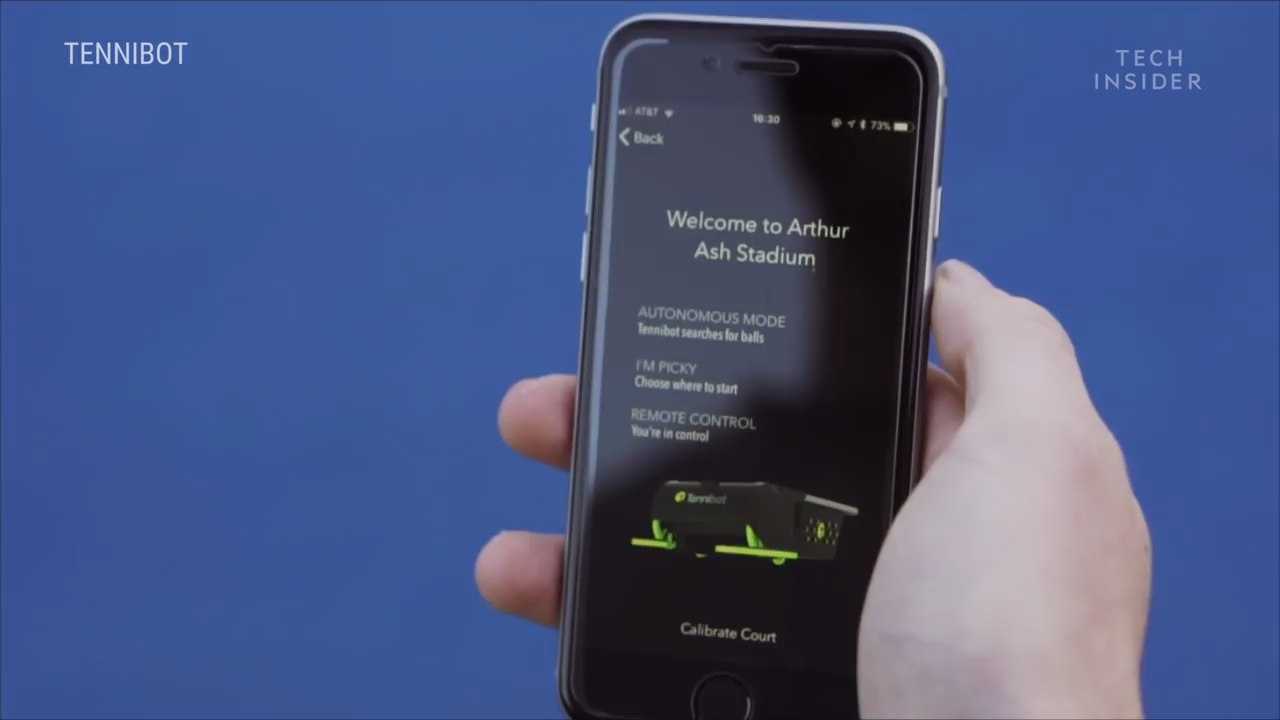 TENNIBOT
TECH
INSIDER
AT&T 16:30 73%
Back
Welcome to Arthur
Ash Stadium
AUTONOMOUS MODE
Tennibot searches for balls
I'M PICKY
Choose where to start
REMOTE CONTROL
You're in control
Tennibot
Calibrate Court